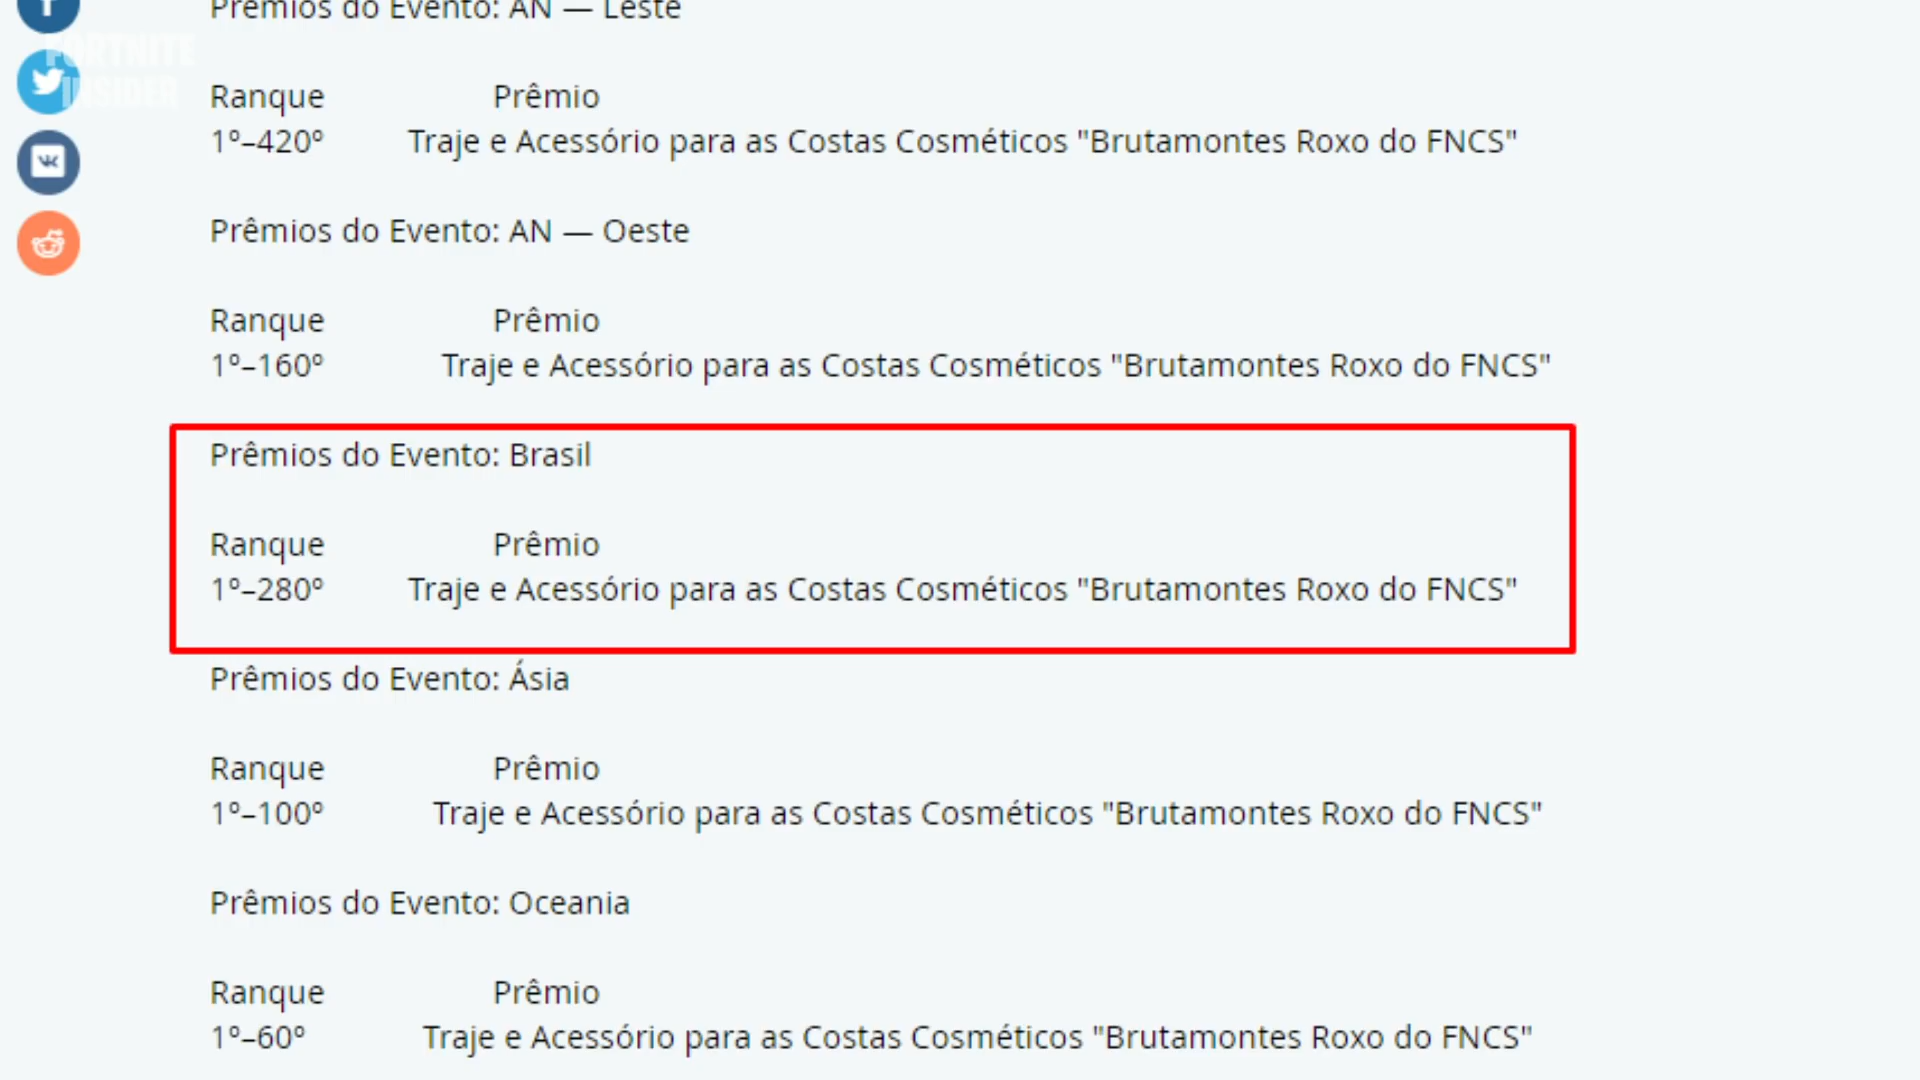 Prêmios do Evento: AN — Leste
FORTNITE
INSIDER
Ranque Prêmio
1º–420º Traje e Acessório para as Costas Cosméticos "Brutamontes Roxo do FNCS"
Prêmios do Evento: AN — Oeste
Ranque Prêmio
1º–160º Traje e Acessório para as Costas Cosméticos "Brutamontes Roxo do FNCS"
Prêmios do Evento: Brasil
Ranque Prêmio
1º–280º Traje e Acessório para as Costas Cosméticos "Brutamontes Roxo do FNCS"
Prêmios do Evento: Ásia
Ranque Prêmio
1º–100º Traje e Acessório para as Costas Cosméticos "Brutamontes Roxo do FNCS"
Prêmios do Evento: Oceania
Ranque Prêmio
1º–60º Traje e Acessório para as Costas Cosméticos "Brutamontes Roxo do FNCS"